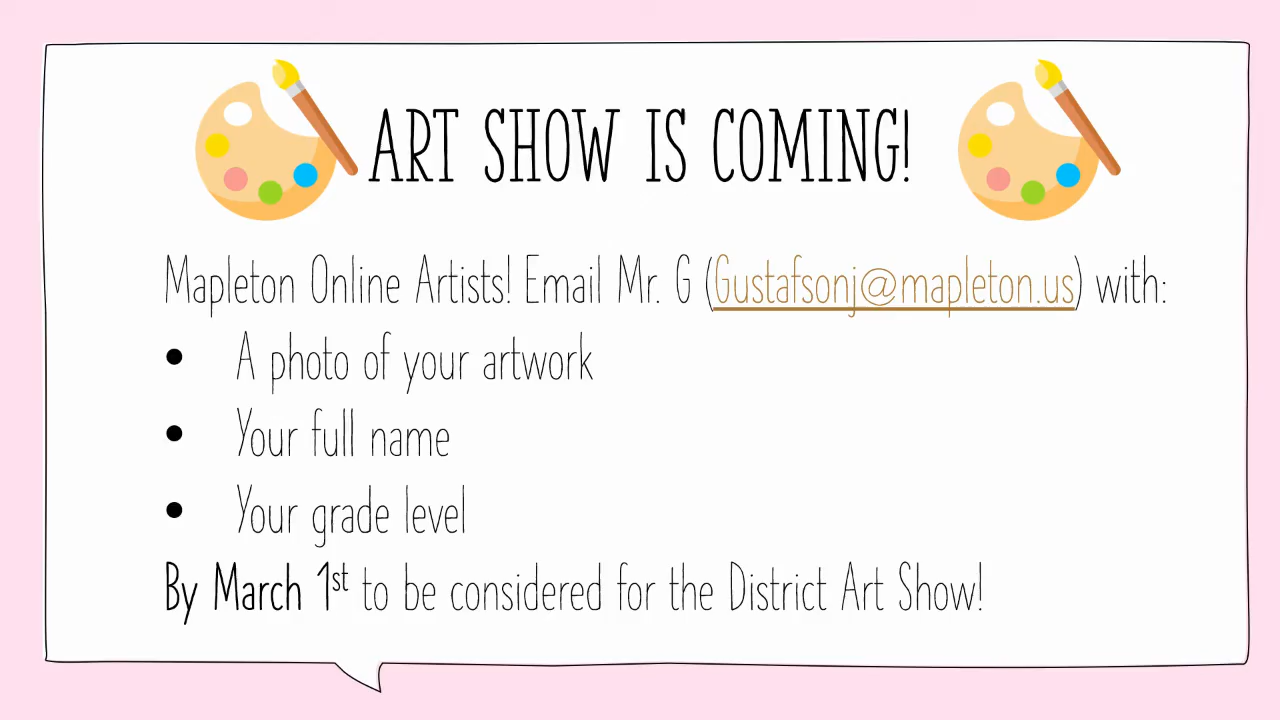 ART SHOW IS COMING!
Mapleton Online Artists! Email Mr. G (Gustafsonj@mapleton.us) with:
• A photo of your artwork
• Your full name
• Your grade level
By March 1st to be considered for the District Art Show!